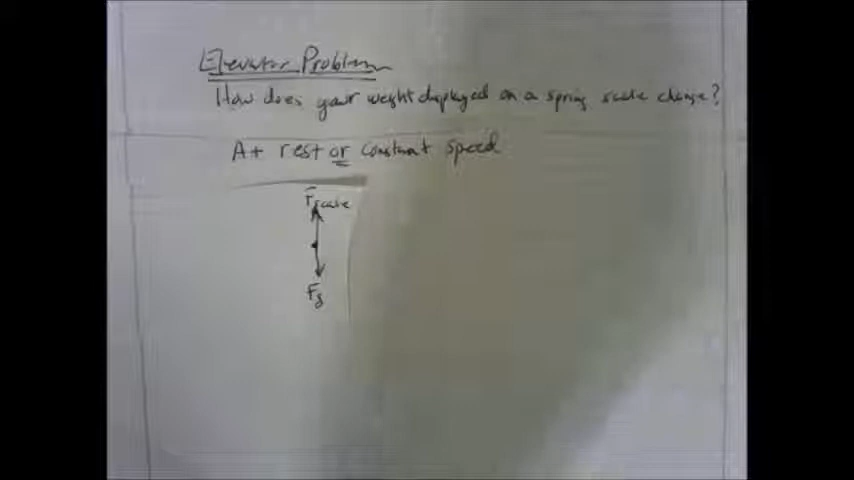 Elevator Problem
How does your weight displayed on a spring scale change?
At rest or constant speed
Fscale
Fg